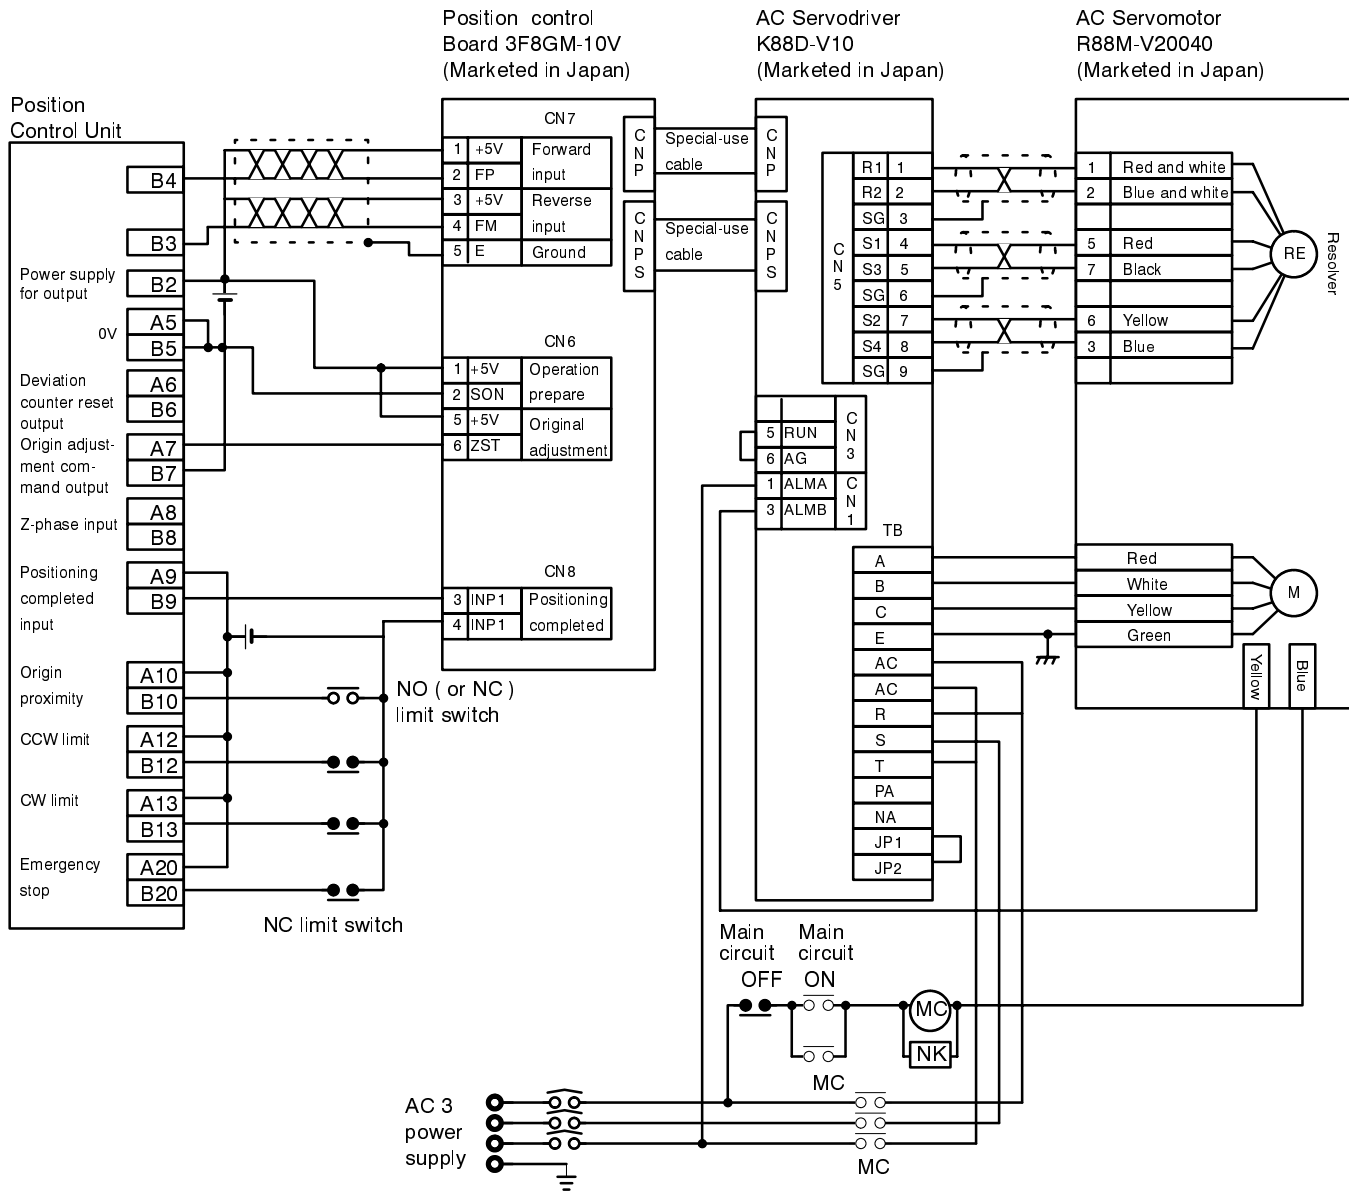 Position control
Board 3F8GM-10V
(Marketed in Japan)
AC Servodriver
K88D-V10
(Marketed in Japan)
AC Servomotor
R88M-V20040
(Marketed in Japan)
Position
Control Unit
B4
B3
Power supply
for output
B2
0V
A5
B5
Deviation
counter reset
output
A6
B6
Origin adjust-
ment com-
mand output
A7
B7
Z-phase input
A8
B8
Positioning
completed
input
A9
B9
Origin
proximity
A10
B10
CCW limit
A12
B12
CW limit
A13
B13
Emergency
stop
A20
B20
NO ( or NC )
limit switch
NC limit switch
CN7
1 +5V Forward
2 FP input
3 +5V Reverse
4 FM input
5 E Ground
CN6
1 +5V Operation
2 SON prepare
5 +5V Original
6 ZST adjustment
CN8
3 INP1 Positioning
4 INP1 completed
CNP
Special-use
cable
CNP
CNPS
Special-use
cable
CNPS
CN5
R1 1
R2 2
SG 3
S1 4
S3 5
SG 6
S2 7
S4 8
SG 9
CN3
5 RUN
6 AG
CN1
1 ALMA
3 ALMB
TB
A
B
C
E
AC
AC
R
S
T
PA
NA
JP1
JP2
1 Red and white
2 Blue and white
5 Red
7 Black
6 Yellow
3 Blue
RE
Resolver
Red
White
Yellow
Green
M
Yellow
Blue
Main
circuit
OFF
Main
circuit
ON
MC
NK
MC
AC 3
power
supply
MC